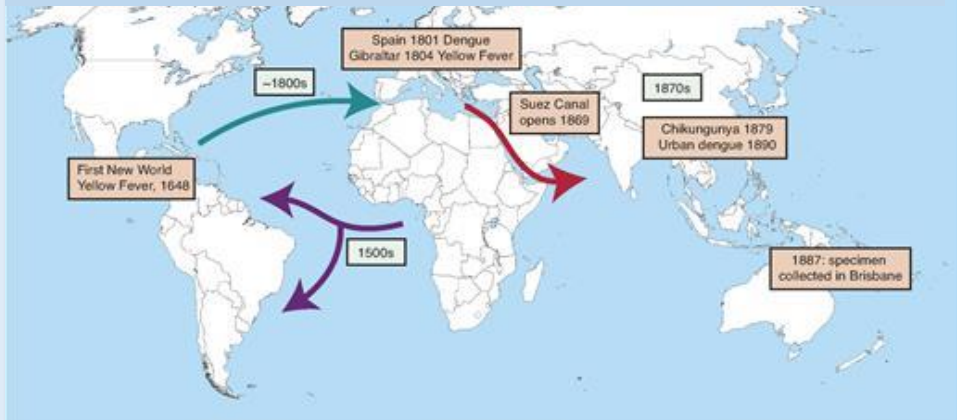 Spain 1801 Dengue
Gibraltar 1804 Yellow Fever
~1800s
Suez Canal
opens 1869
1870s
Chikungunya 1879
Urban dengue 1890
First New World
Yellow Fever, 1648
1500s
1887: specimen
collected in Brisbane